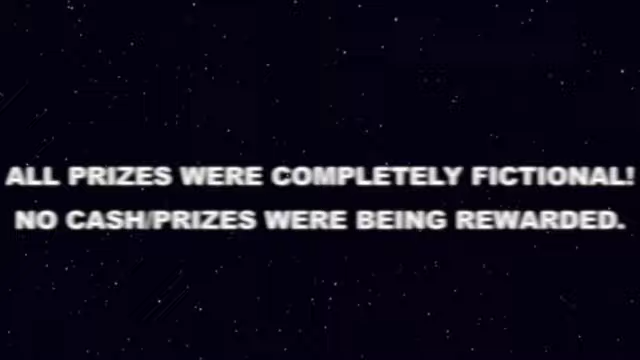 ALL PRIZES WERE COMPLETELY FICTIONAL!
NO CASH/PRIZES WERE BEING REWARDED.